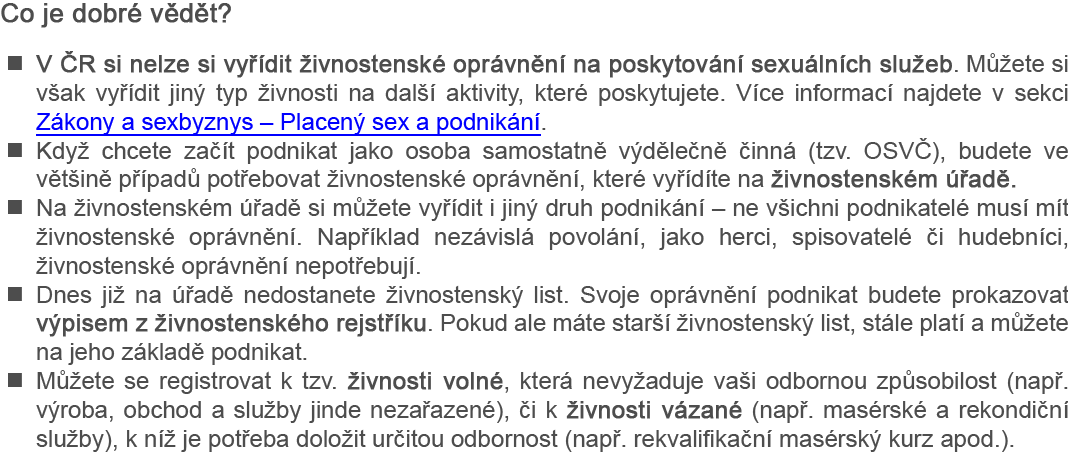 Co je dobré vědět?
■ V ČR si nelze si vyřídit živnostenské oprávnění na poskytování sexuálních služeb. Můžete si
však vyřídit jiný typ živnosti na další aktivity, které poskytujete. Více informací najdete v sekci
Zákony a sexbyznys – Placený sex a podnikání.
■ Když chcete začít podnikat jako osoba samostatně výdělečně činná (tzv. OSVČ), budete ve
většině případů potřebovat živnostenské oprávnění, které vyřídíte na živnostenském úřadě.
■ Na živnostenském úřadě si můžete vyřídit i jiný druh podnikání – ne všichni podnikatelé musí mít
živnostenské oprávnění. Například nezávislá povolání, jako herci, spisovatelé či hudebníci,
živnostenské oprávnění nepotřebují.
■ Dnes již na úřadě nedostanete živnostenský list. Svoje oprávnění podnikat budete prokazovat
výpisem z živnostenského rejstříku. Pokud ale máte starší živnostenský list, stále platí a můžete
na jeho základě podnikat.
■ Můžete se registrovat k tzv. živnosti volné, která nevyžaduje vaši odbornou způsobilost (např.
výroba, obchod a služby jinde nezařazené), či k živnosti vázané (např. masérské a rekondiční
služby), k níž je potřeba doložit určitou odbornost (např. rekvalifikační masérský kurz apod.).